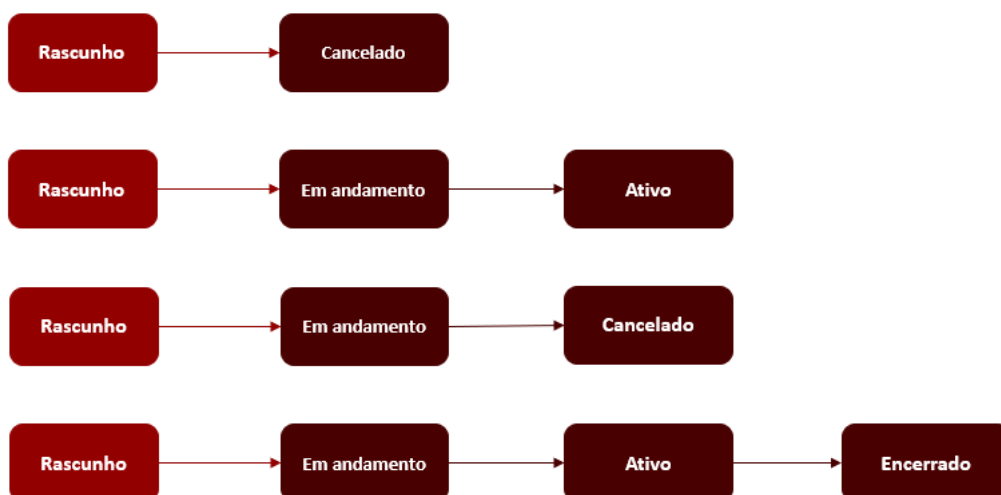 Rascunho
Cancelado
Rascunho
Em andamento
Ativo
Rascunho
Em andamento
Cancelado
Rascunho
Em andamento
Ativo
Encerrado